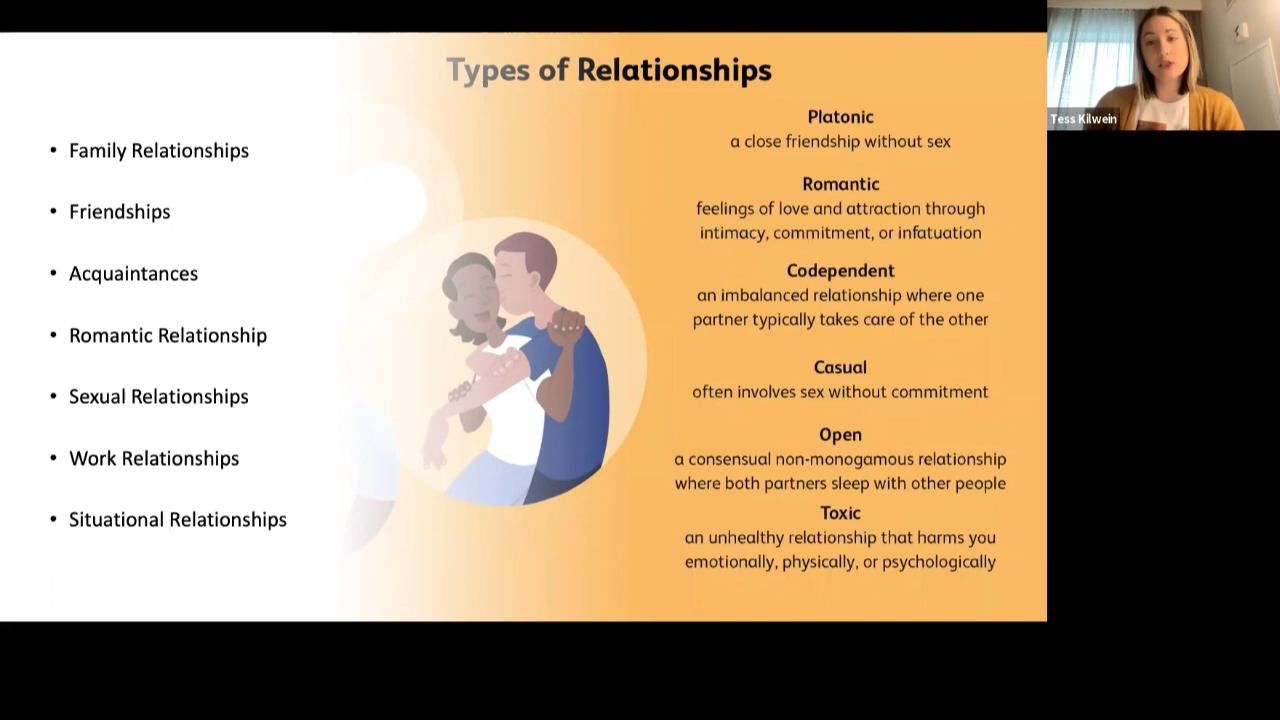 Types of Relationships
• Family Relationships
• Friendships
• Acquaintances
• Romantic Relationship
• Sexual Relationships
• Work Relationships
• Situational Relationships
Platonic
a close friendship without sex
Romantic
feelings of love and attraction through
intimacy, commitment, or infatuation
Codependent
an imbalanced relationship where one
partner typically takes care of the other
Casual
often involves sex without commitment
Open
a consensual non-monogamous relationship
where both partners sleep with other people
Toxic
an unhealthy relationship that harms you
emotionally, physically, or psychologically
Tess Kilwein